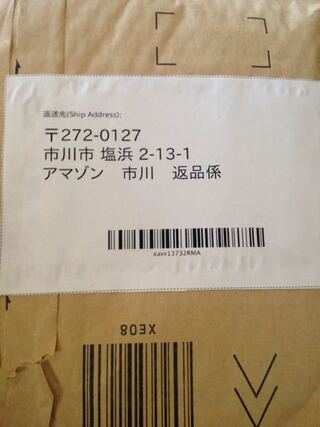 返送先(Ship Address):
〒272-0127
市川市 塩浜 2-13-1
アマゾン 市川 返品係
xavv13732RMA
XE08